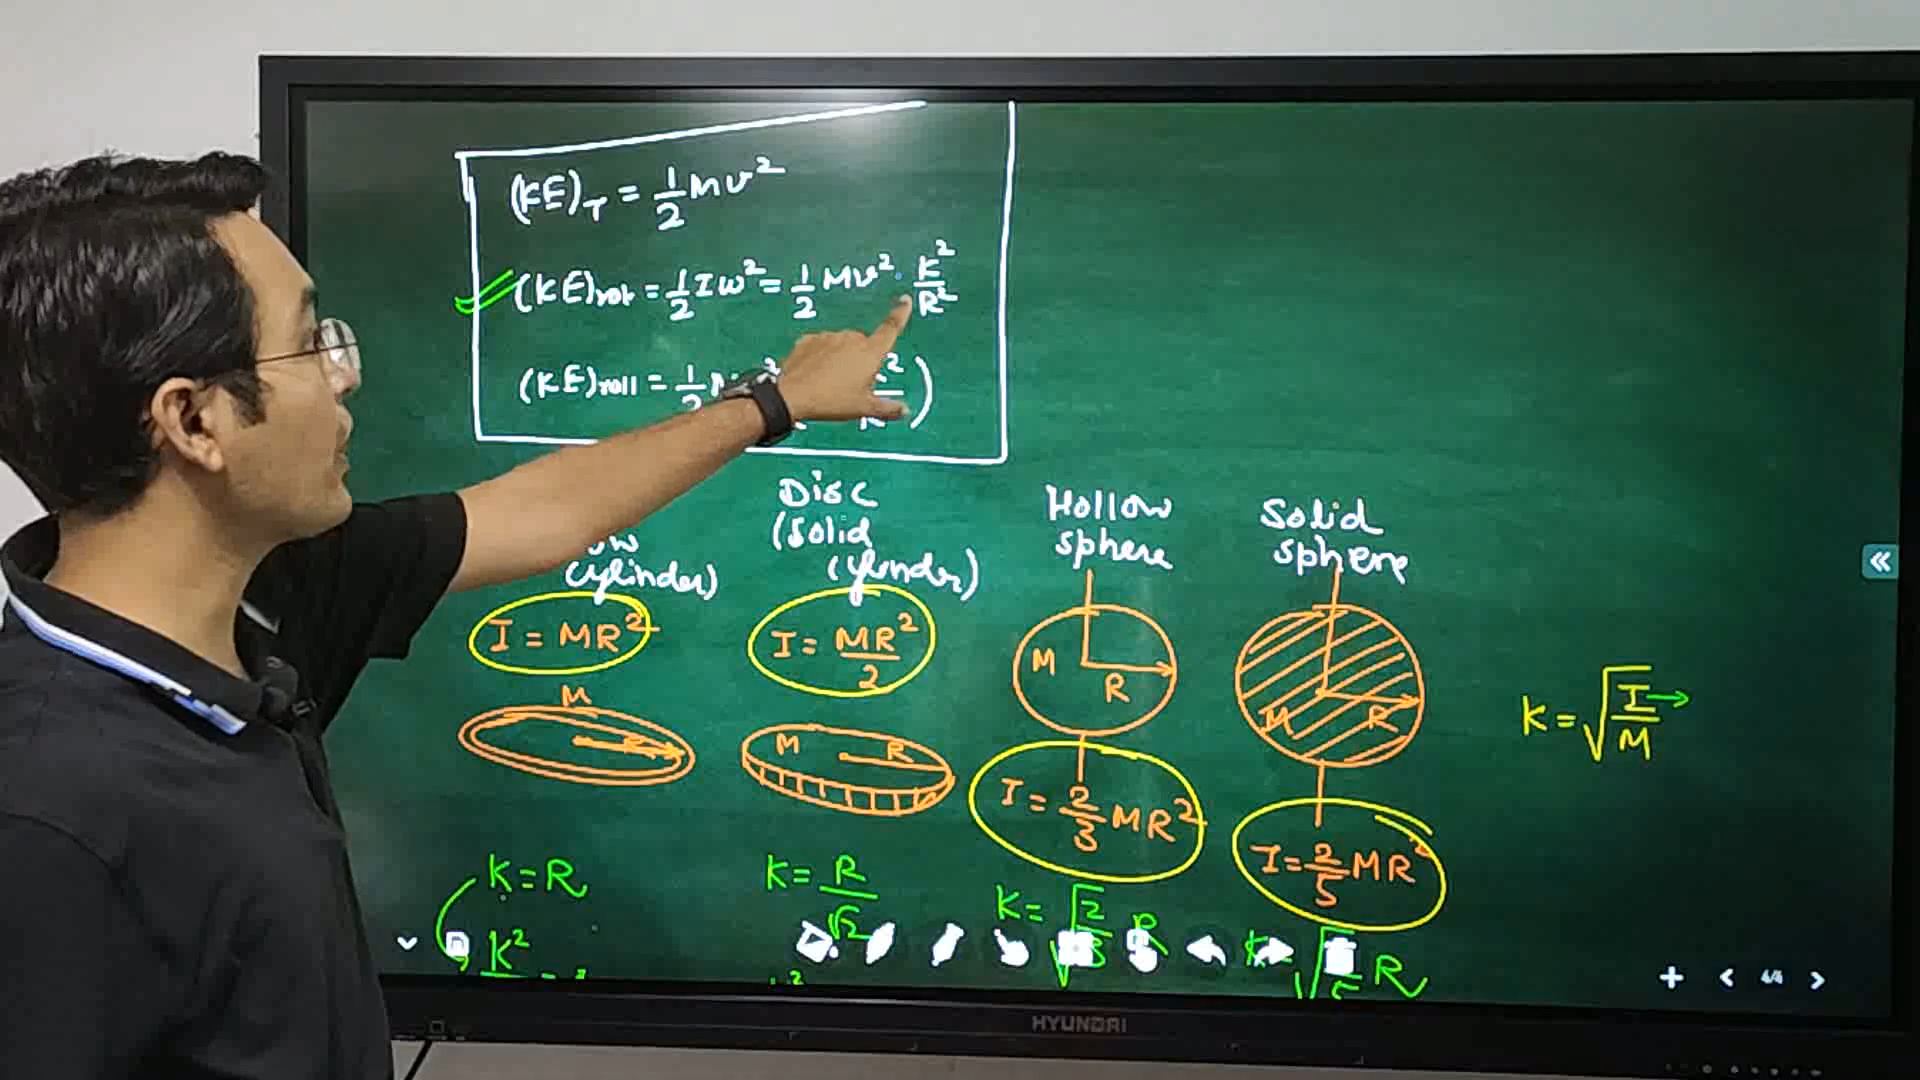 (KE)T = 1/2 Mv²
(KE)rot = 1/2 Iω² = 1/2 Mv² · K²/R²
(KE)roll = 1/2
cylinder)
Disc
(Solid
cylinder)
Hollow
sphere
Solid
sphere
I = MR²
I = MR²/2
M
R
M
R
M
M
R
M
R
I = 2/3 MR²
I = 2/5 MR²
K = √I/M
K = R
K = R/√2
K = √2/3 R
R
K²
4/4
HYUNDAI